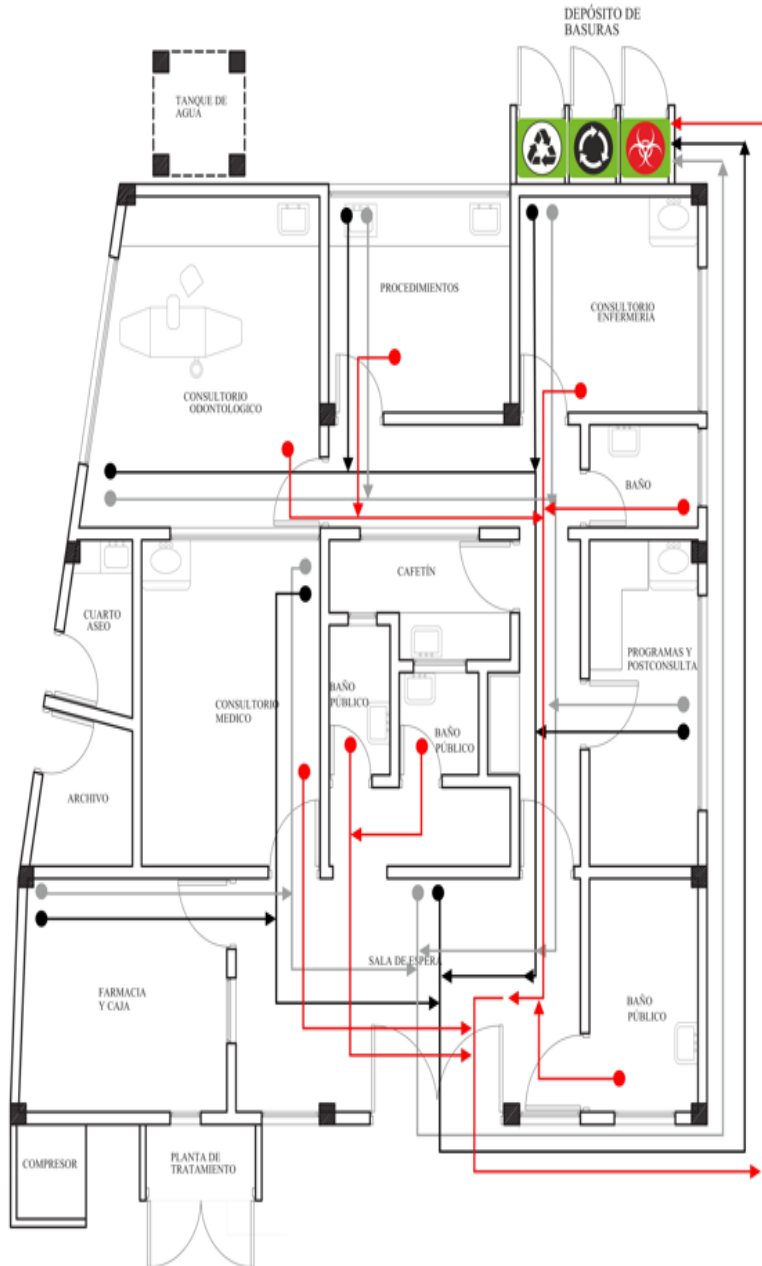 DEPÓSITO DE
BASURAS
TANQUE DE
AGUA
PROCEDIMIENTOS
CONSULTORIO
ENFERMERIA
CONSULTORIO
ODONTOLOGICO
BAÑO
CAFETÍN
CUARTO
ASEO
PROGRAMAS Y
POSTCONSULTA
BAÑO
PÚBLICO
CONSULTORIO
MEDICO
BAÑO
PÚBLICO
ARCHIVO
SALA DE ESPERA
FARMACIA
Y CAJA
BAÑO
PÚBLICO
COMPRESOR
PLANTA DE
TRATAMIENTO